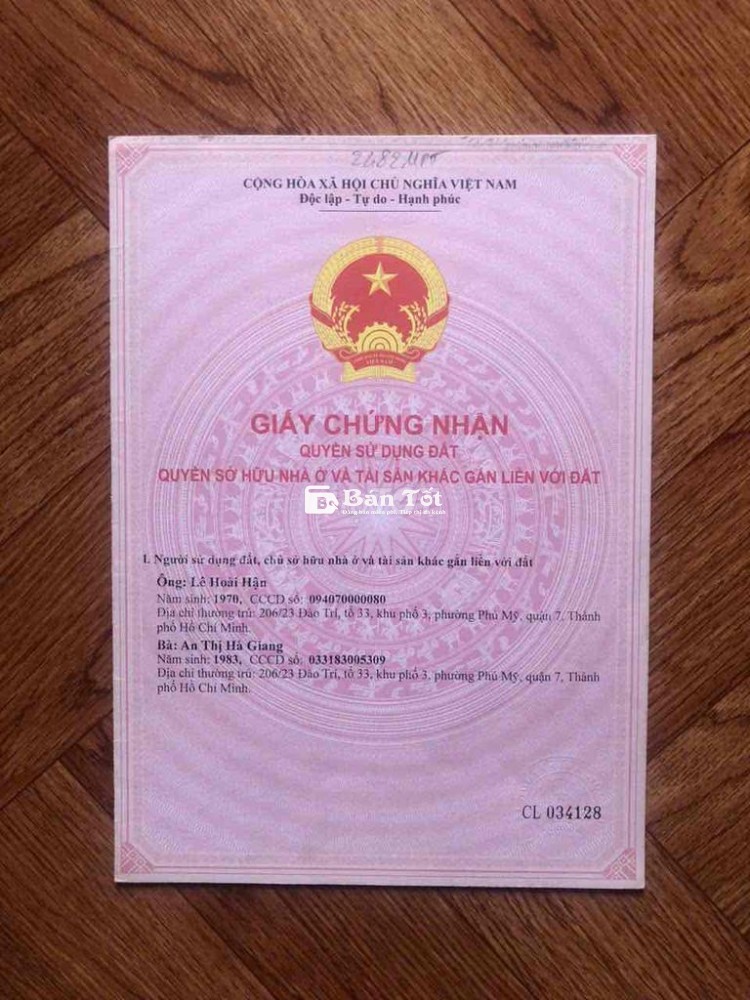 CỘNG HÒA XÃ HỘI CHỦ NGHĨA VIỆT NAM
Độc lập - Tự do - Hạnh phúc
VIỆT NAM
GIẤY CHỨNG NHẬN
QUYỀN SỬ DỤNG ĐẤT
QUYỀN SỞ HỮU NHÀ Ở VÀ TÀI SẢN KHÁC GẮN LIỀN VỚI ĐẤT
Bán Tốt
I. Người sử dụng đất, chủ sở hữu nhà ở và tài sản khác gắn liền với đất
Ông: Lê Hoài Hận
Năm sinh: 1970, CCCD số: 094070000080
Địa chỉ thường trú: 206/23 Đào Trí, tổ 33, khu phố 3, phường Phú Mỹ, quận 7, Thành
phố Hồ Chí Minh.
Bà: An Thị Hà Giang
Năm sinh: 1983, CCCD số: 033183005309
Địa chỉ thường trú: 206/23 Đào Trí, tổ 33, khu phố 3, phường Phú Mỹ, quận 7, Thành
phố Hồ Chí Minh.
CL 034128